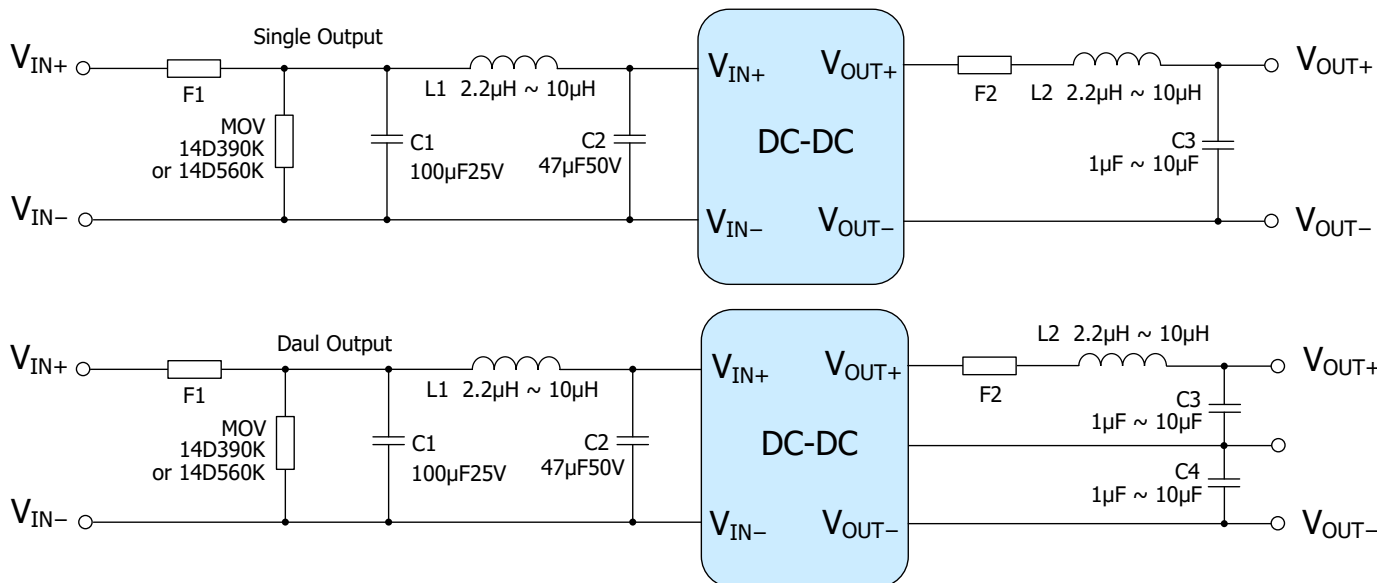 Single Output
V_IN+
F1
L1 2.2μH ~ 10μH
MOV
14D390K
or 14D560K
C1
100μF25V
C2
47μF50V
V_IN−
V_IN+
V_OUT+
DC-DC
V_IN−
V_OUT−
F2
L2 2.2μH ~ 10μH
C3
1μF ~ 10μF
V_OUT+
V_OUT−
Daul Output
V_IN+
F1
L1 2.2μH ~ 10μH
MOV
14D390K
or 14D560K
C1
100μF25V
C2
47μF50V
V_IN−
V_IN+
V_OUT+
DC-DC
V_IN−
V_OUT−
L2 2.2μH ~ 10μH
F2
C3
1μF ~ 10μF
C4
1μF ~ 10μF
V_OUT+
V_OUT−